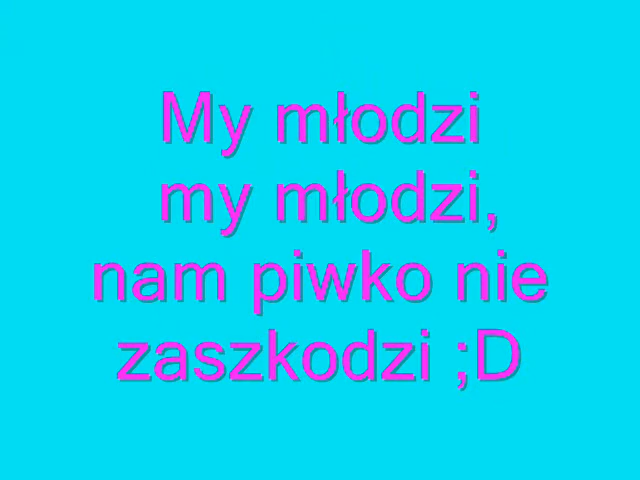 My młodzi
my młodzi,
nam piwko nie
zaszkodzi ;D